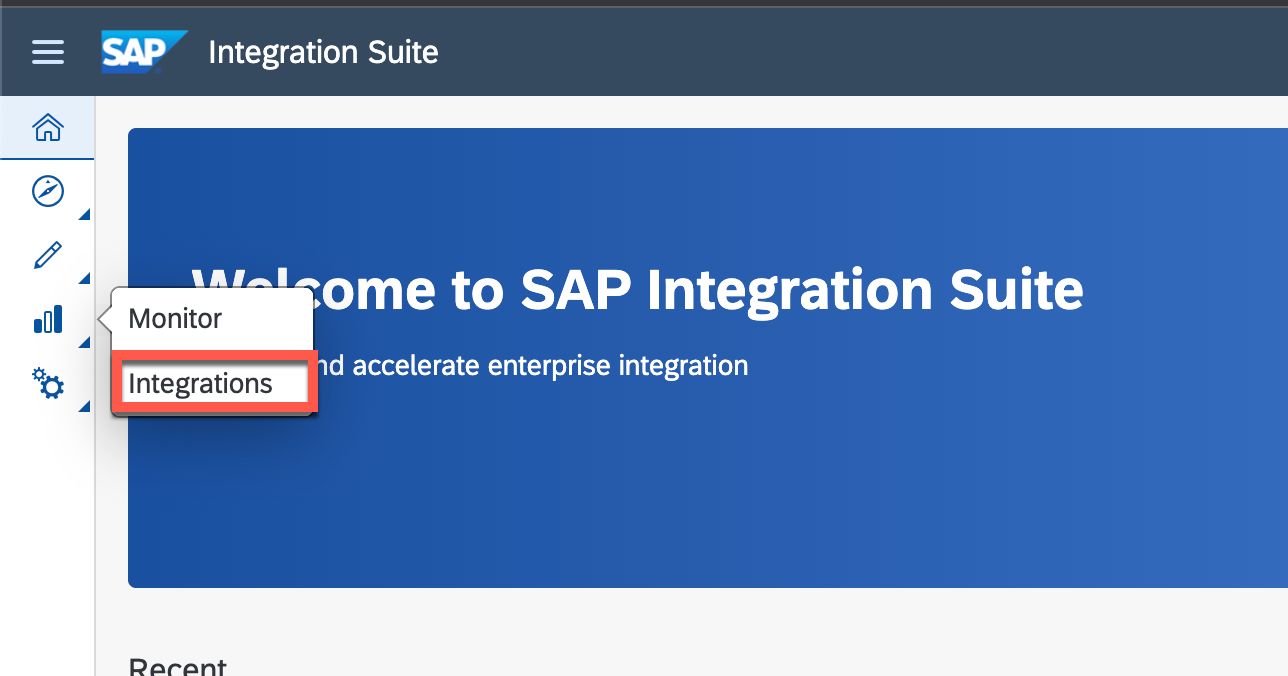 SAP Integration Suite
Welcome to SAP Integration Suite
Monitor
nd accelerate enterprise integration
Integrations
Recent